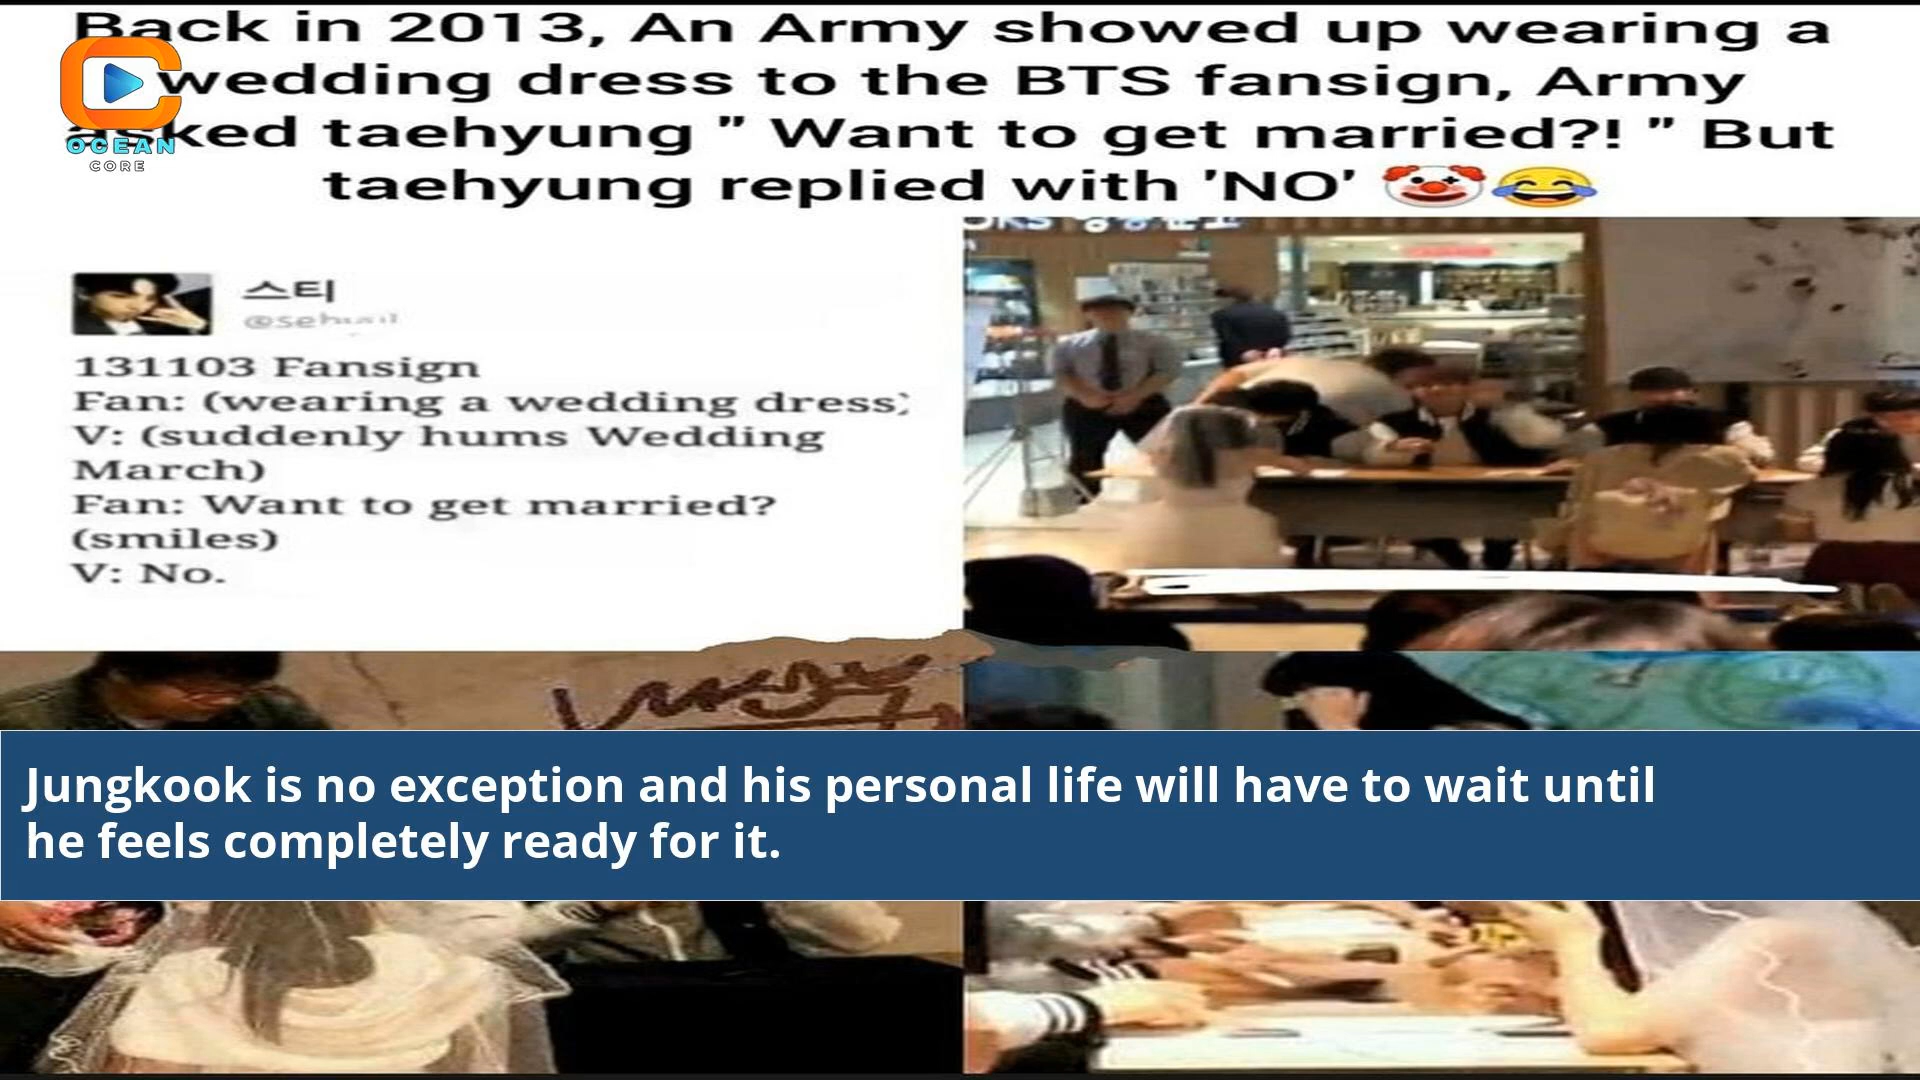 Back in 2013, An Army showed up wearing a
wedding dress to the BTS fansign, Army
asked taehyung " Want to get married?! " But
taehyung replied with 'NO' 🤡😂
OCEAN
CORE
스티
131103 Fansign
Fan: (wearing a wedding dress)
V: (suddenly hums Wedding
March)
Fan: Want to get married?
(smiles)
V: No.
Jungkook is no exception and his personal life will have to wait until
he feels completely ready for it.